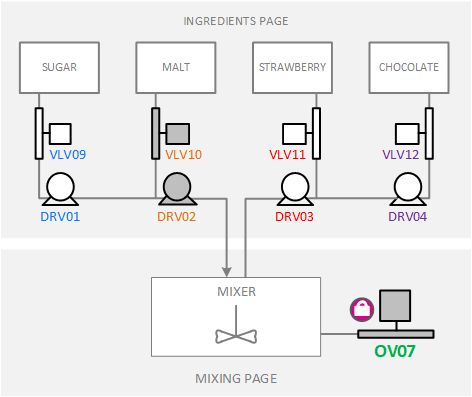 INGREDIENTS PAGE
SUGAR MALT STRAWBERRY CHOCOLATE
VLV09 VLV10 VLV11 VLV12
DRV01 DRV02 DRV03 DRV04
MIXER
OV07
MIXING PAGE